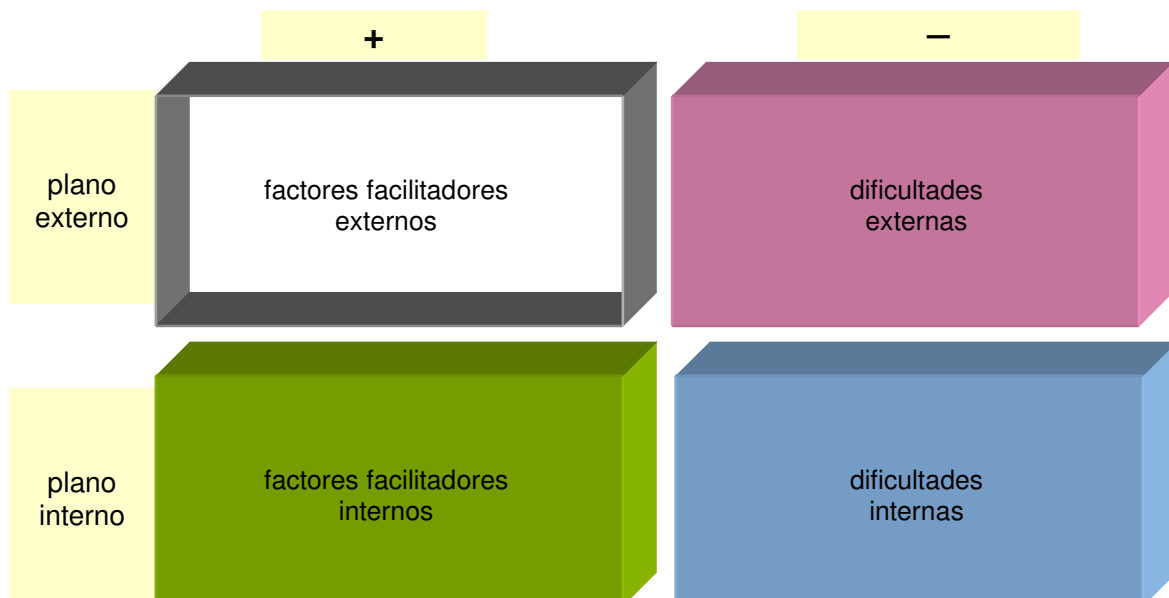 +
–
plano
externo
factores facilitadores
externos
dificultades
externas
plano
interno
factores facilitadores
internos
dificultades
internas